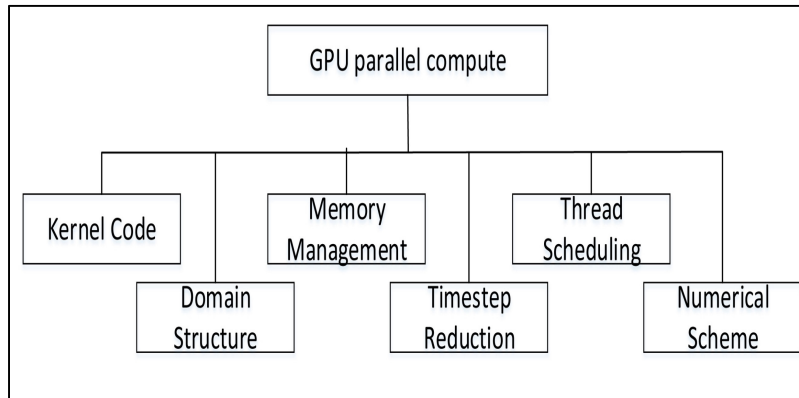 GPU parallel compute
Kernel Code
Memory
Management
Thread
Scheduling
Domain
Structure
Timestep
Reduction
Numerical
Scheme